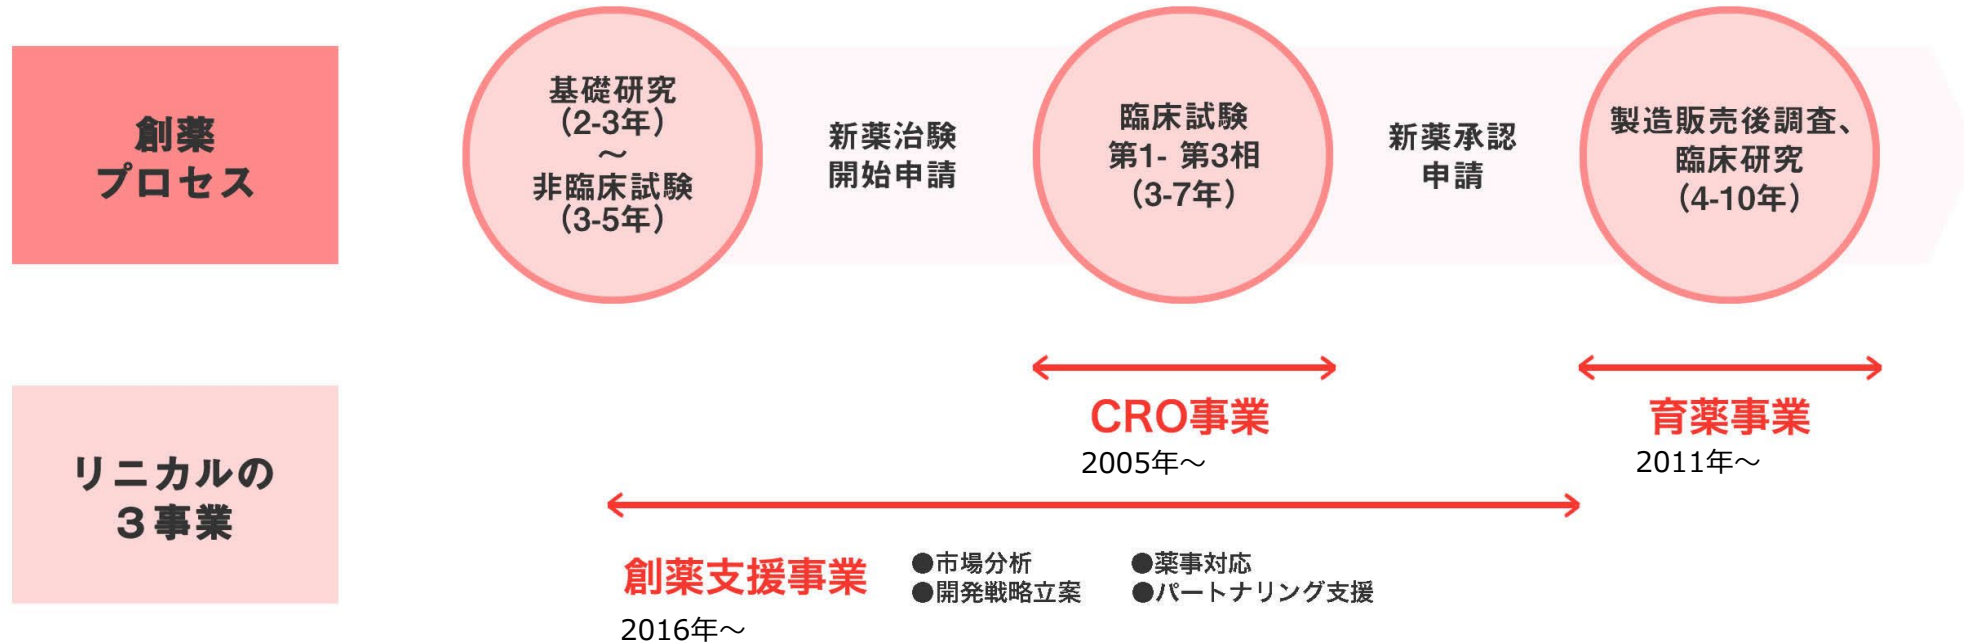 創薬
プロセス
基礎研究
（2-3年）
～
非臨床試験
（3-5年）
新薬治験
開始申請
臨床試験
第1- 第3相
（3-7年）
新薬承認
申請
製造販売後調査、
臨床研究
（4-10年）
リニカルの
３事業
CRO事業
2005年～
育薬事業
2011年～
創薬支援事業
2016年～
●市場分析
●開発戦略立案
●薬事対応
●パートナリング支援